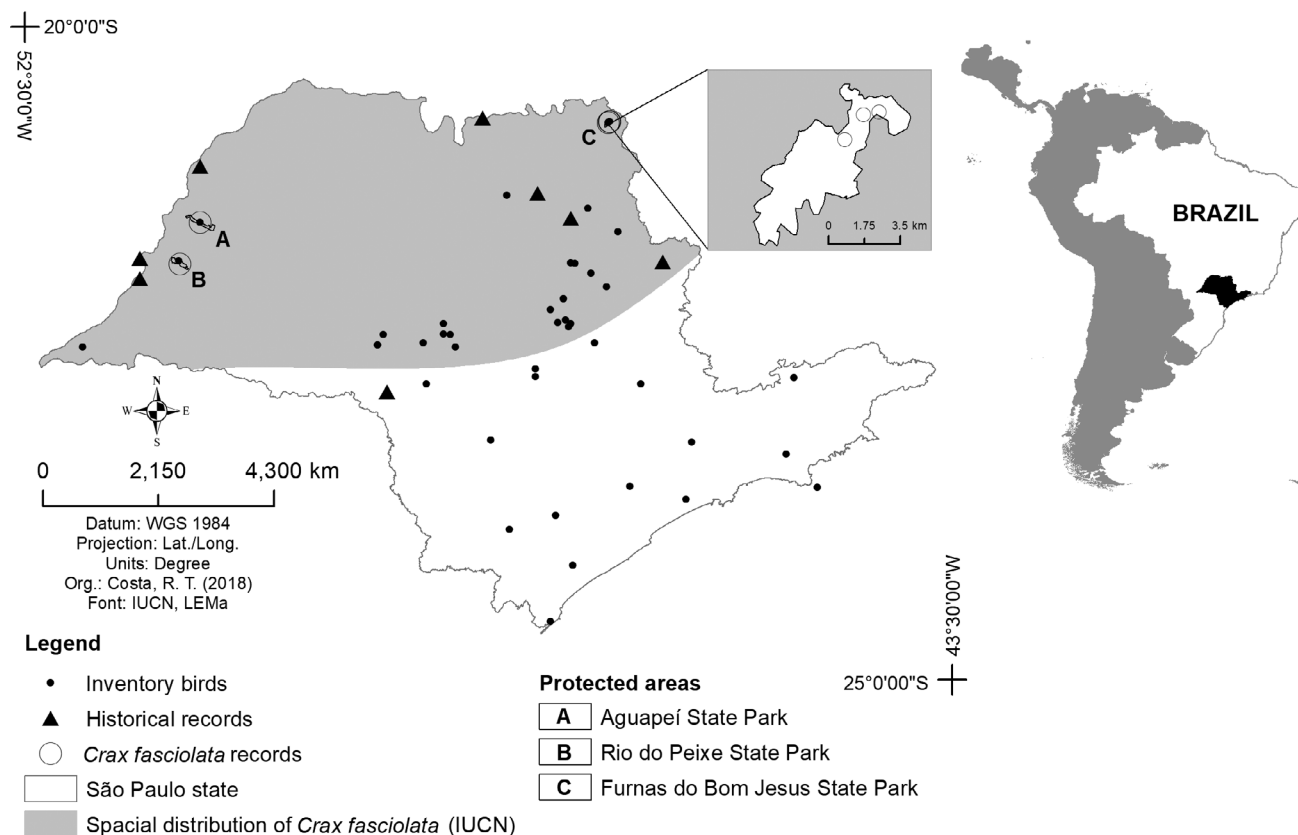 20°0'0"S
52°30'0"W
C
A
B
0 1.75 3.5 km
BRAZIL
N
W E
S
0 2,150 4,300 km
Datum: WGS 1984
Projection: Lat./Long.
Units: Degree
Org.: Costa, R. T. (2018)
Font: IUCN, LEMa
43°30'00"W
25°0'00"S
Legend
Inventory birds
Historical records
Crax fasciolata records
São Paulo state
Spacial distribution of Crax fasciolata (IUCN)
Protected areas
A Aguapeí State Park
B Rio do Peixe State Park
C Furnas do Bom Jesus State Park